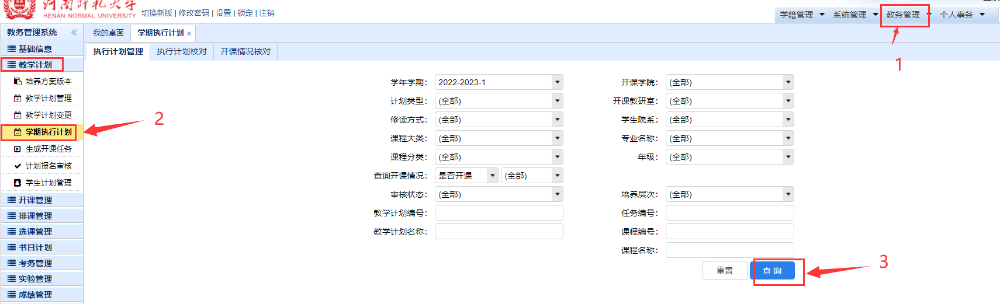 河南师范大学
HENAN NORMAL UNIVERSITY
切换新版 | 修改密码 | 设置 | 锁定 | 注销
学籍管理 系统管理 教务管理 个人事务
1
教务管理系统
基础信息
教学计划
培养方案版本
教学计划管理
教学计划变更
学期执行计划
2
生成开课任务
计划报名审核
学生计划管理
开课管理
排课管理
选课管理
书目计划
考务管理
实验管理
成绩管理
我的桌面 学期执行计划 ×
执行计划管理 执行计划校对 开课情况核对
学年学期: 2022-2023-1 开课学院: (全部)
计划类型: (全部) 开课教研室: (全部)
修读方式: (全部) 学生院系: (全部)
课程大类: (全部) 专业名称: (全部)
课程分类: (全部) 年级: (全部)
查询开课情况: 是否开课 (全部)
审核状态: (全部) 培养层次: (全部)
教学计划编号: 任务编号:
教学计划名称: 课程编号:
课程名称:
重置 查询
3